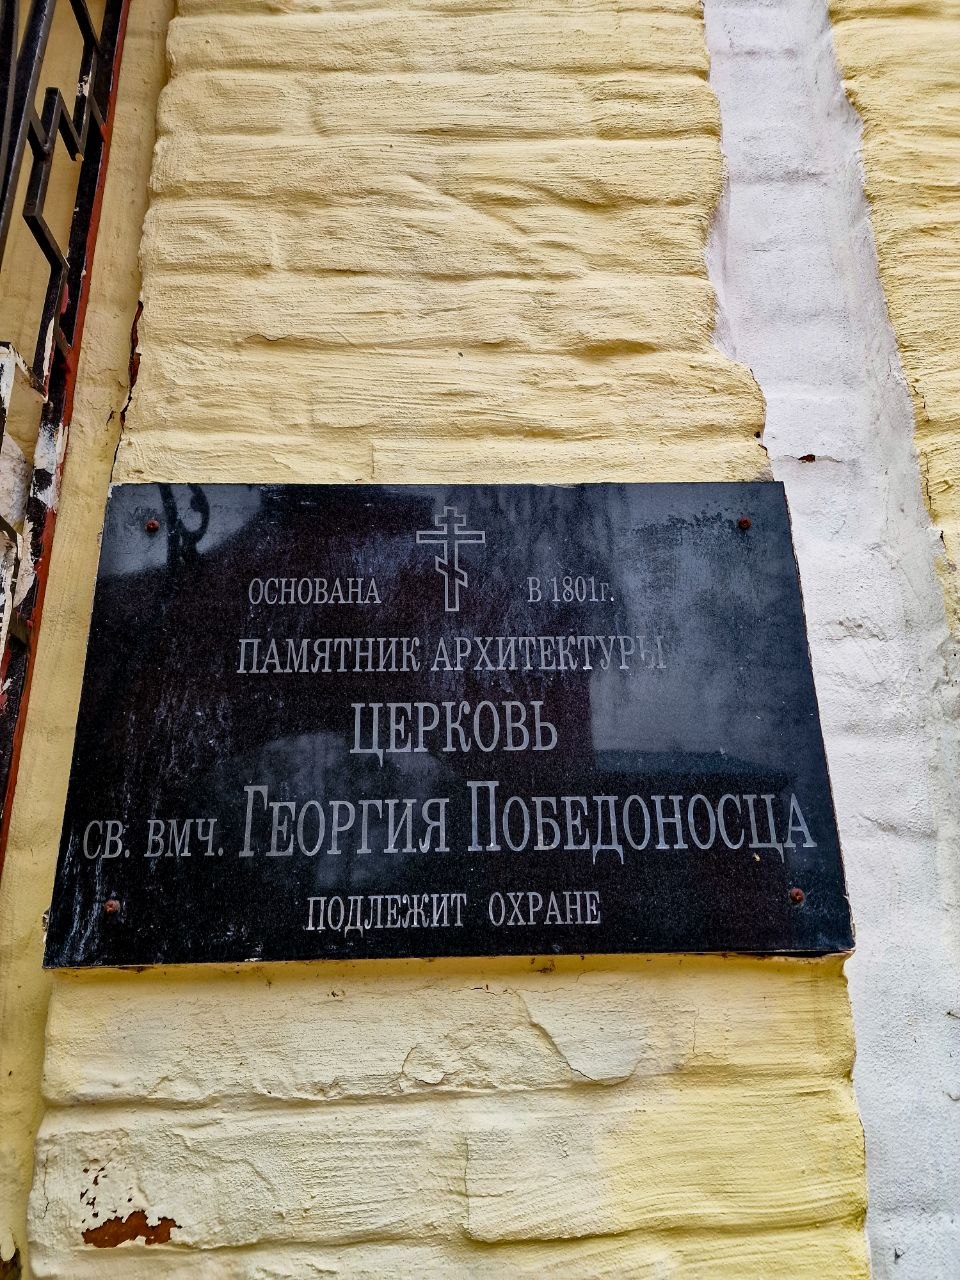 ОСНОВАНА В 1801г.
ПАМЯТНИК АРХИТЕКТУРЫ
ЦЕРКОВЬ
СВ. ВМЧ. ГЕОРГИЯ ПОБЕДОНОСЦА
ПОДЛЕЖИТ ОХРАНЕ